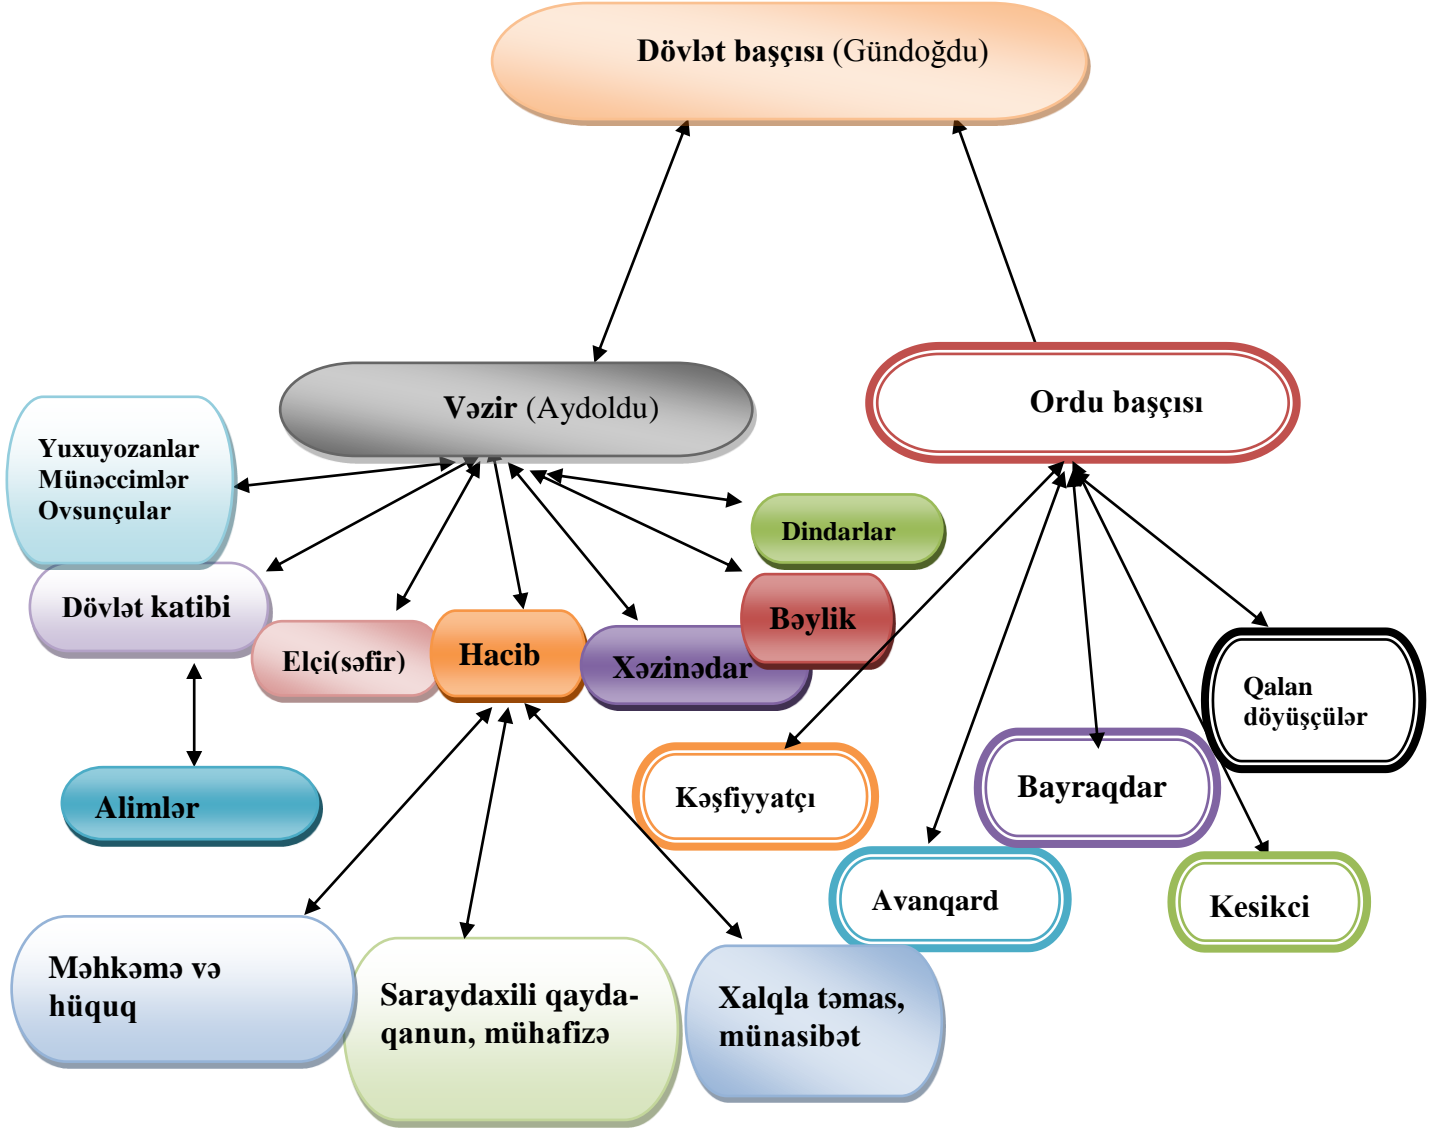 Dövlət başçısı (Gündoğdu)
Vəzir (Aydoldu)
Ordu başçısı
Yuxuyozanlar
Münəccimlər
Ovsunçular
Dindarlar
Dövlət katibi
Elçi(səfir)
Hacib
Xəzinədar
Bəylik
Qalan
döyüşçülər
Alimlər
Kəşfiyyatçı
Bayraqdar
Avanqard
Kesikci
Məhkəmə və
hüquq
Saraydaxili qayda-
qanun, mühafizə
Xalqla təmas,
münasibət